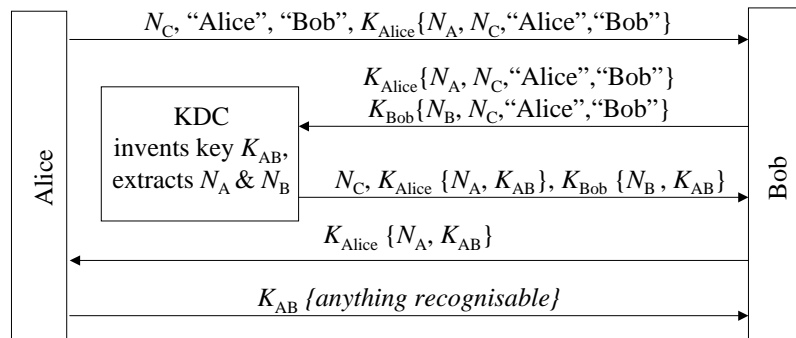 N_C, “Alice”, “Bob”, K_Alice{N_A, N_C,“Alice”,“Bob”}
K_Alice{N_A, N_C,“Alice”,“Bob”}
K_Bob{N_B, N_C,“Alice”,“Bob”}
KDC
invents key K_AB,
extracts N_A & N_B
N_C, K_Alice {N_A, K_AB}, K_Bob {N_B , K_AB}
K_Alice {N_A, K_AB}
K_AB {anything recognisable}
Alice
Bob